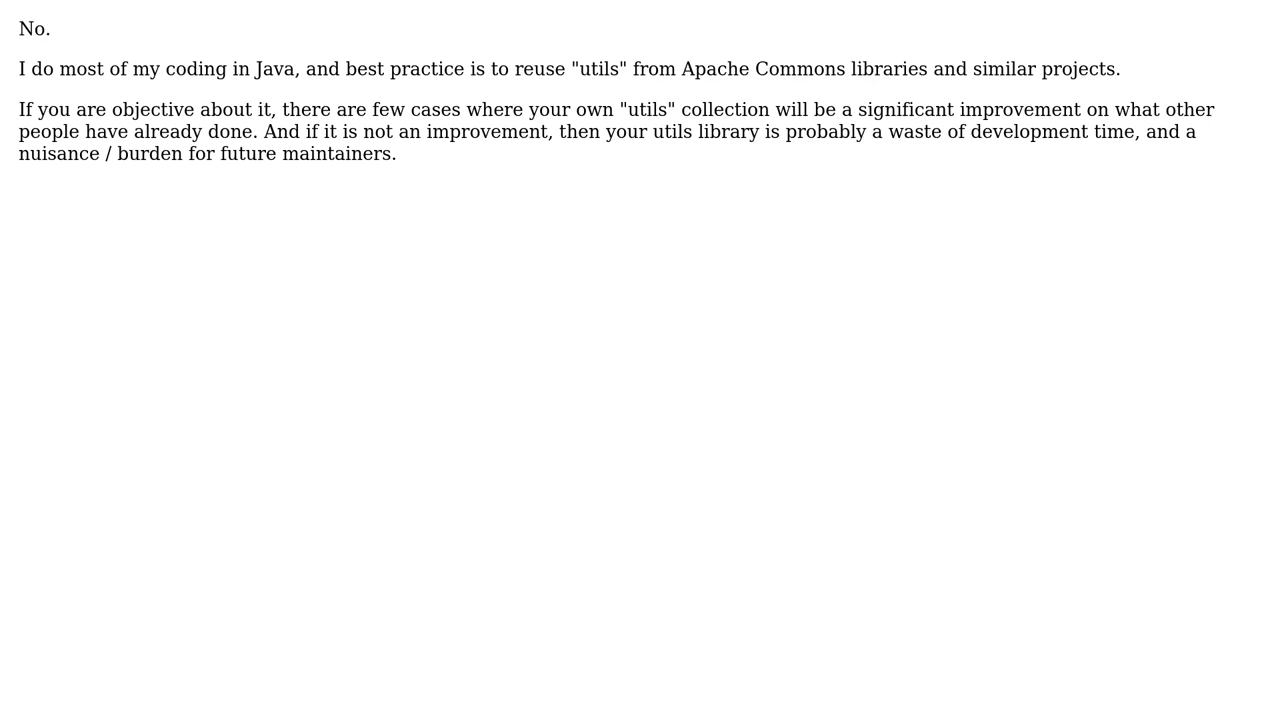 No.
I do most of my coding in Java, and best practice is to reuse "utils" from Apache Commons libraries and similar projects.
If you are objective about it, there are few cases where your own "utils" collection will be a significant improvement on what other
people have already done. And if it is not an improvement, then your utils library is probably a waste of development time, and a
nuisance / burden for future maintainers.